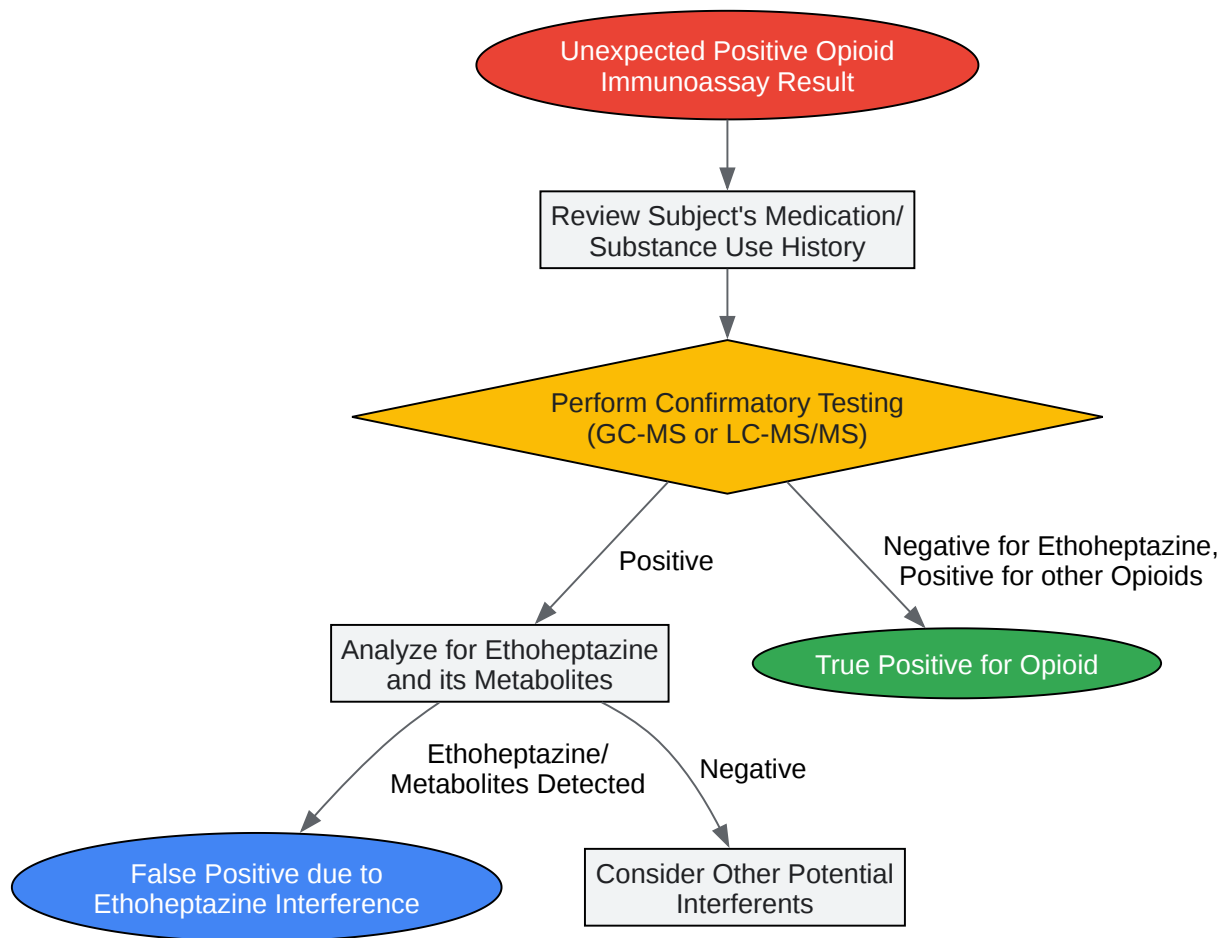 Unexpected Positive Opioid
Immunoassay Result
Review Subject's Medication/
Substance Use History
Perform Confirmatory Testing
(GC-MS or LC-MS/MS)
Positive
Negative for Ethoheptazine,
Positive for other Opioids
Analyze for Ethoheptazine
and its Metabolites
True Positive for Opioid
Ethoheptazine/
Metabolites Detected
Negative
False Positive due to
Ethoheptazine Interference
Consider Other Potential
Interferents